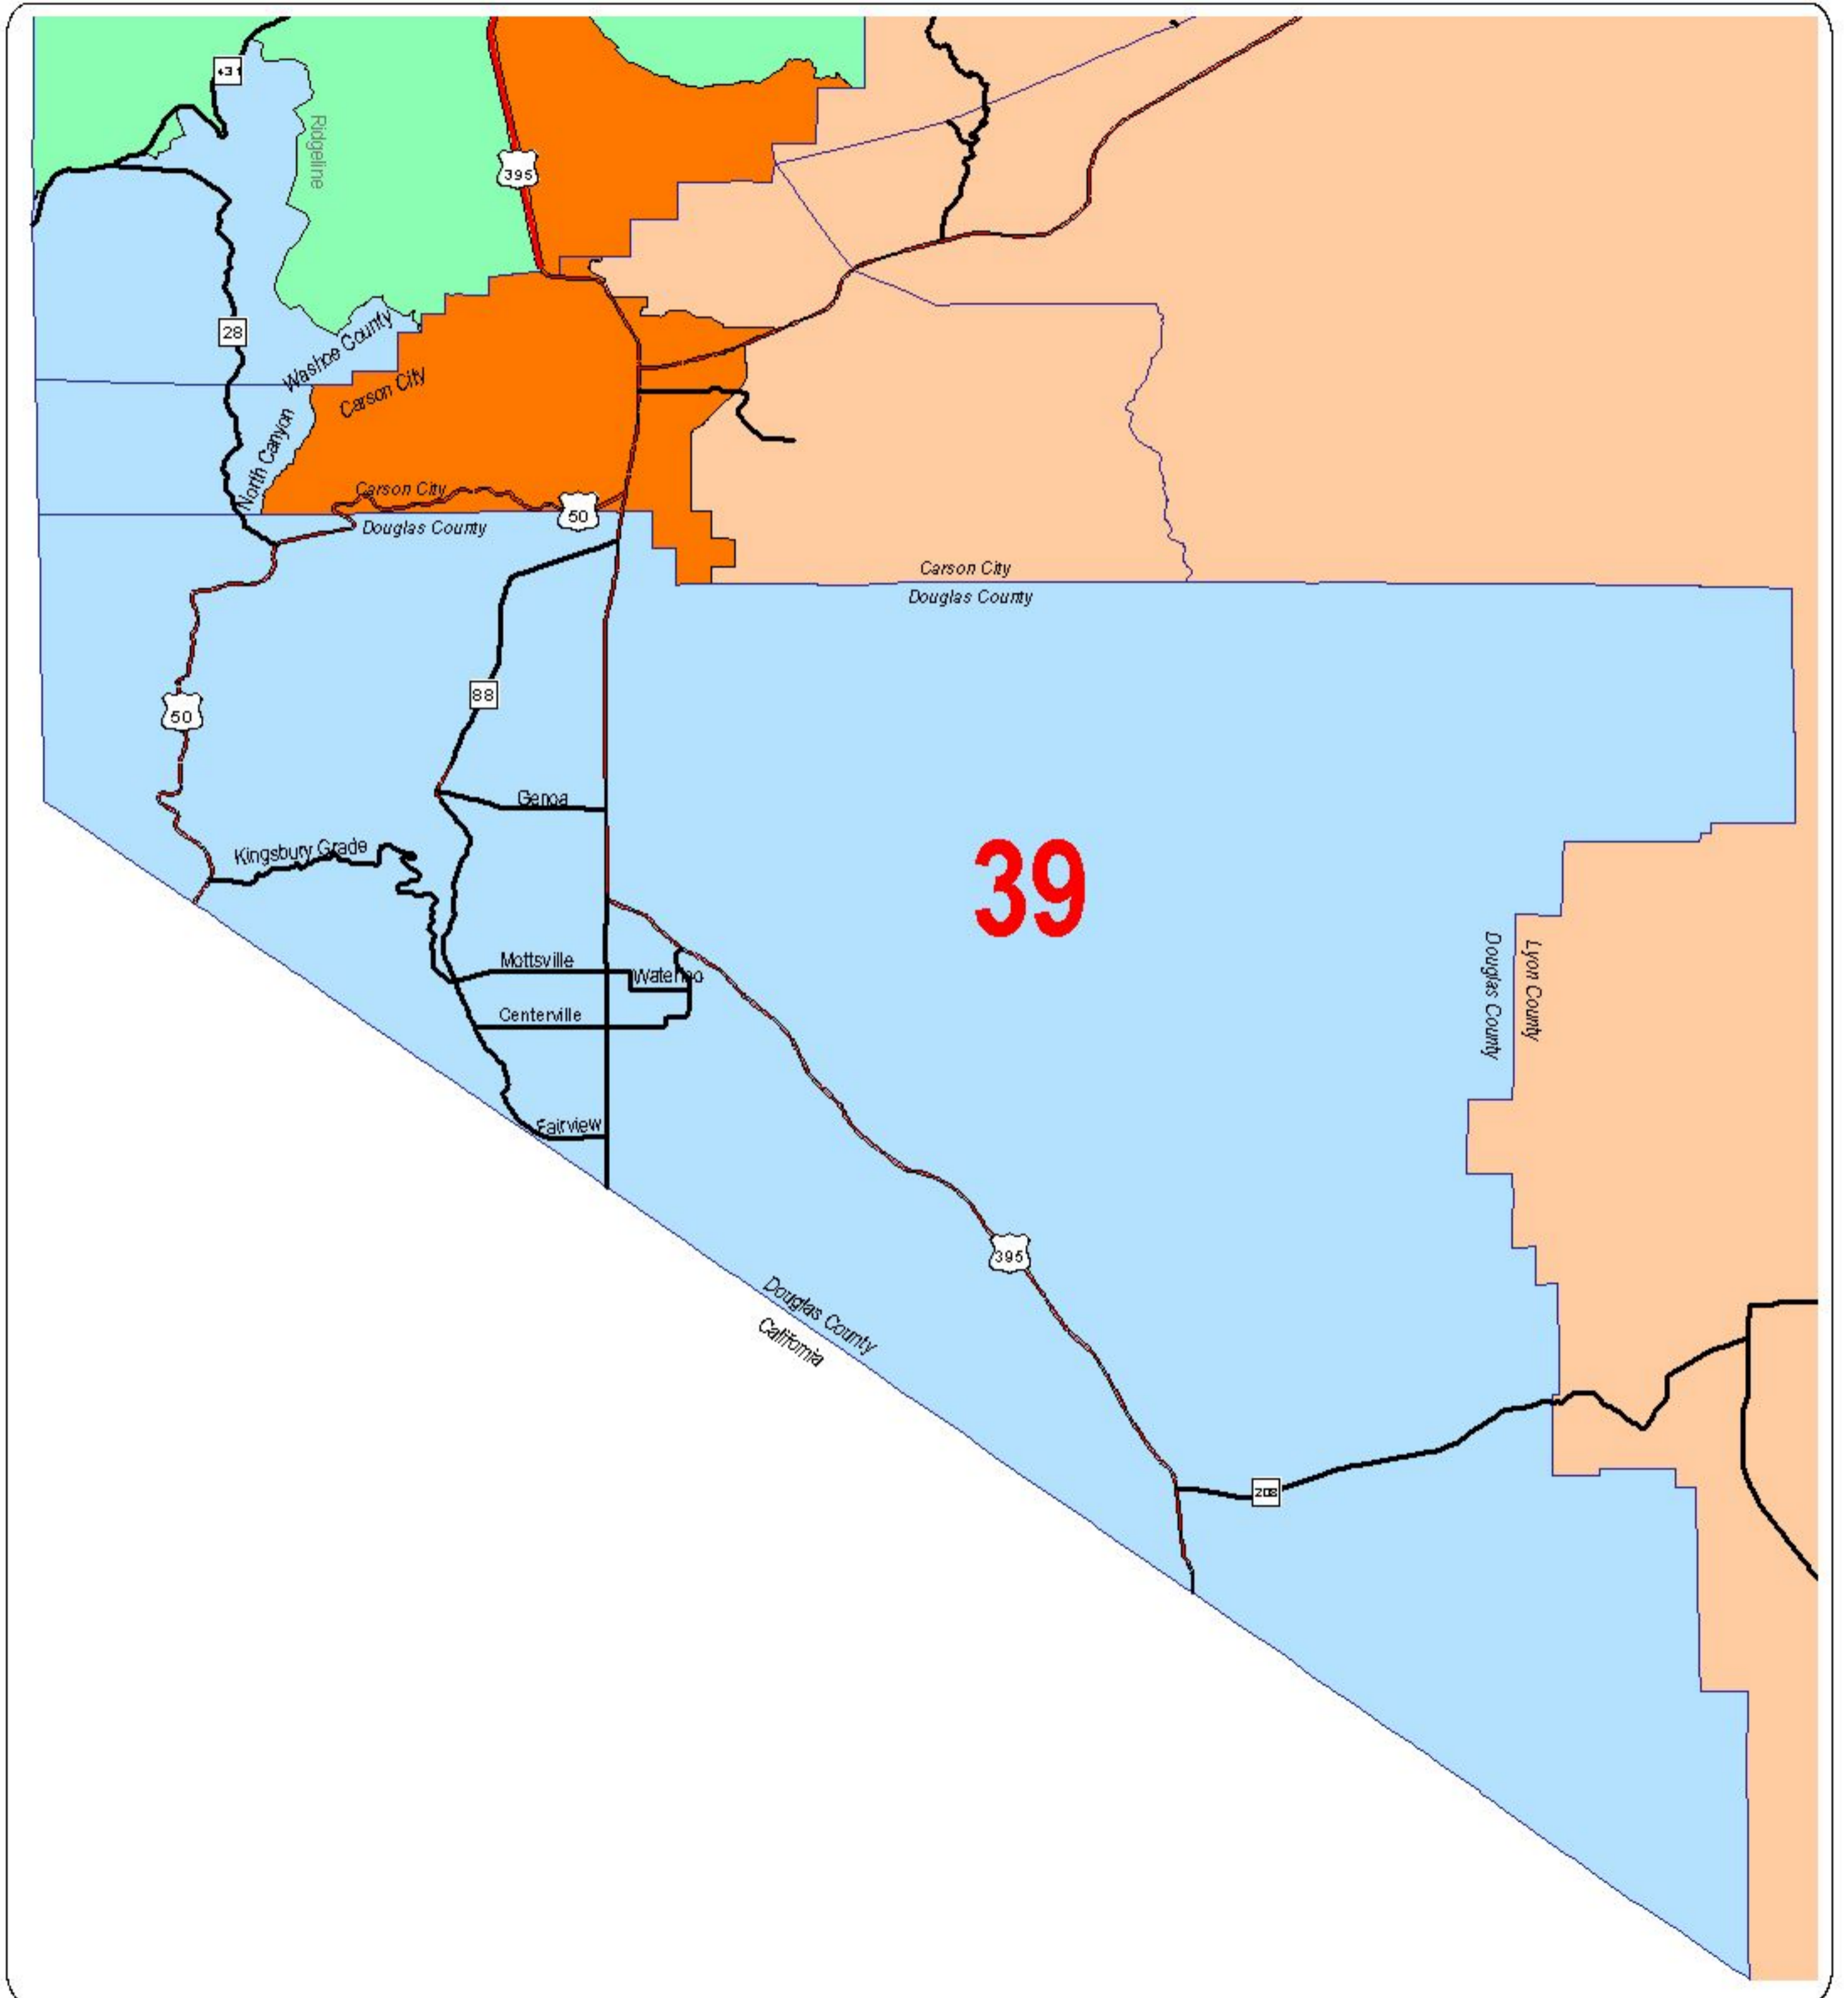 431
Ridgeline
395
28
Washoe County
Carson City
North Canyon
Carson City
50
Douglas County
Carson City
Douglas County
88
50
Genoa
39
Kingsbury Grade
Mottsville
Waterloo
Centerville
Lyon County
Douglas County
Fairview
395
Douglas County
California
208